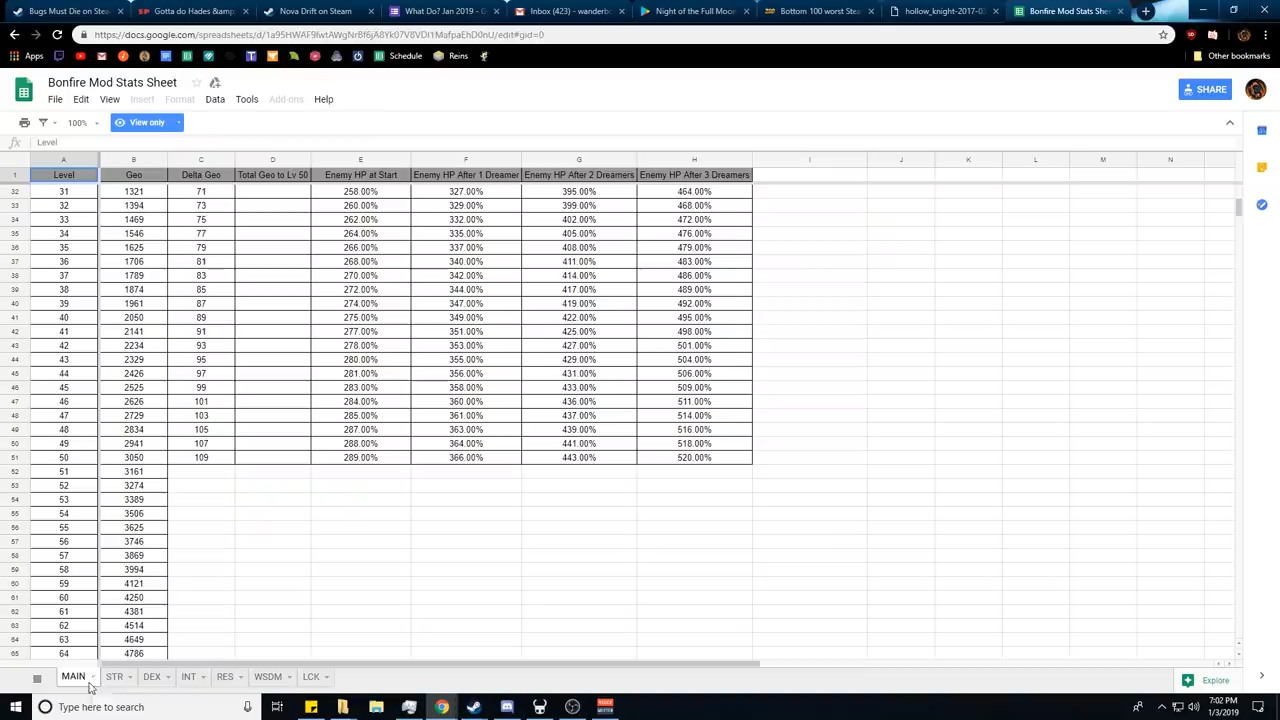 Bugs Must Die on Steam
Gotta do Hades &amp
Nova Drift on Steam
What Do? Jan 2019 - G
Inbox (423) - wanderbo
Night of the Full Moon
Bottom 100 worst Stea
hollow_knight-2017-03
Bonfire Mod Stats Sheet
Apps
Schedule
Reins
Other bookmarks
Bonfire Mod Stats Sheet
File Edit View Insert Format Data Tools Add-ons Help
SHARE
100% View only
fx Level
A B C D E F G H I J K L M N
1 Level Geo Delta Geo Total Geo to Lv 50 Enemy HP at Start Enemy HP After 1 Dreamer Enemy HP After 2 Dreamers Enemy HP After 3 Dreamers
32 31 1321 71 258.00% 327.00% 395.00% 464.00%
33 32 1394 73 260.00% 329.00% 399.00% 468.00%
34 33 1469 75 262.00% 332.00% 402.00% 472.00%
35 34 1546 77 264.00% 335.00% 405.00% 476.00%
36 35 1625 79 266.00% 337.00% 408.00% 479.00%
37 36 1706 81 268.00% 340.00% 411.00% 483.00%
38 37 1789 83 270.00% 342.00% 414.00% 486.00%
39 38 1874 85 272.00% 344.00% 417.00% 489.00%
40 39 1961 87 274.00% 347.00% 419.00% 492.00%
41 40 2050 89 275.00% 349.00% 422.00% 495.00%
42 41 2141 91 277.00% 351.00% 425.00% 498.00%
43 42 2234 93 278.00% 353.00% 427.00% 501.00%
44 43 2329 95 280.00% 355.00% 429.00% 504.00%
45 44 2426 97 281.00% 356.00% 431.00% 506.00%
46 45 2525 99 283.00% 358.00% 433.00% 509.00%
47 46 2626 101 284.00% 360.00% 436.00% 511.00%
48 47 2729 103 285.00% 361.00% 437.00% 514.00%
49 48 2834 105 287.00% 363.00% 439.00% 516.00%
50 49 2941 107 288.00% 364.00% 441.00% 518.00%
51 50 3050 109 289.00% 366.00% 443.00% 520.00%
52 51 3161
53 52 3274
54 53 3389
55 54 3506
56 55 3625
57 56 3746
58 57 3869
59 58 3994
60 59 4121
61 60 4250
62 61 4381
63 62 4514
64 63 4649
65 64 4786
MAIN STR DEX INT RES WSDM LCK
Explore
Type here to search
7:02 PM
1/3/2019